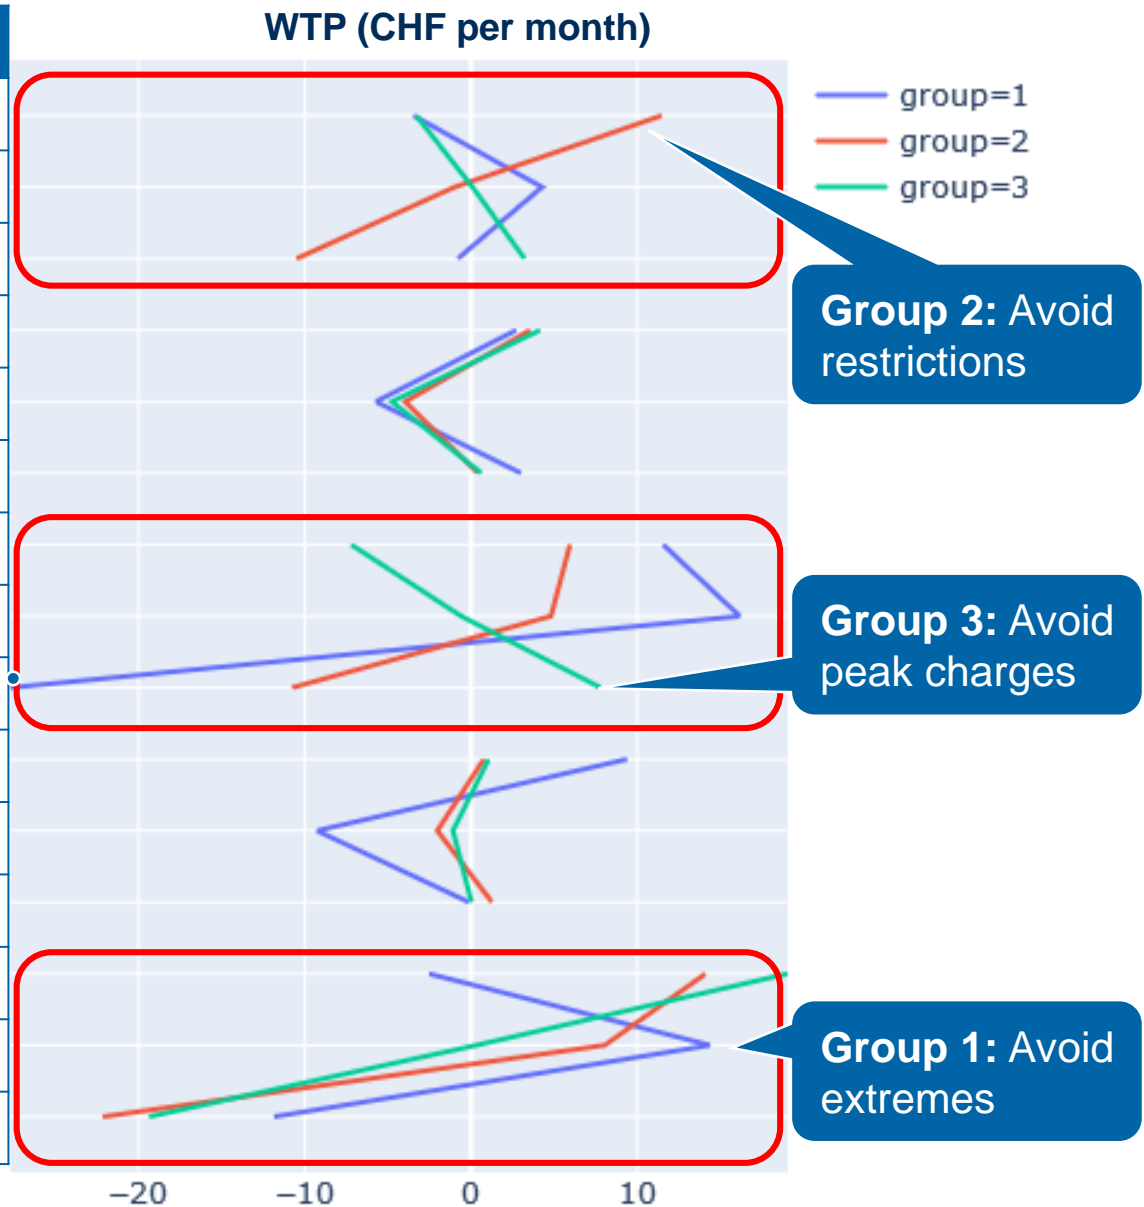 WTP (CHF per month)
group=1
group=2
group=3
Group 2: Avoid
restrictions
Group 3: Avoid
peak charges
Group 1: Avoid
extremes
−20
−10
0
10